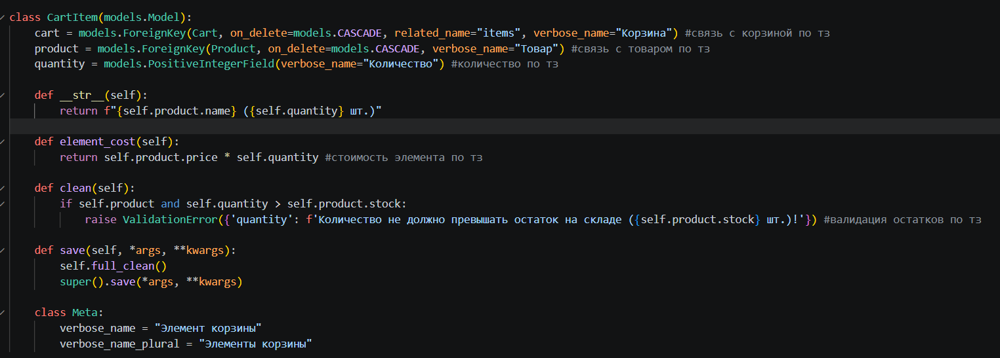 class CartItem(models.Model):
    cart = models.ForeignKey(Cart, on_delete=models.CASCADE, related_name="items", verbose_name="Корзина") #связь с корзиной по тз
    product = models.ForeignKey(Product, on_delete=models.CASCADE, verbose_name="Товар") #связь с товаром по тз
    quantity = models.PositiveIntegerField(verbose_name="Количество") #количество по тз
    def __str__(self):
        return f"{self.product.name} ({self.quantity} шт.)"
    def element_cost(self):
        return self.product.price * self.quantity #стоимость элемента по тз
    def clean(self):
        if self.product and self.quantity > self.product.stock:
            raise ValidationError({'quantity': f'Количество не должно превышать остаток на складе ({self.product.stock} шт.)!'}) #валидация остатков по тз
    def save(self, *args, **kwargs):
        self.full_clean()
        super().save(*args, **kwargs)
    class Meta:
        verbose_name = "Элемент корзины"
        verbose_name_plural = "Элементы корзины"